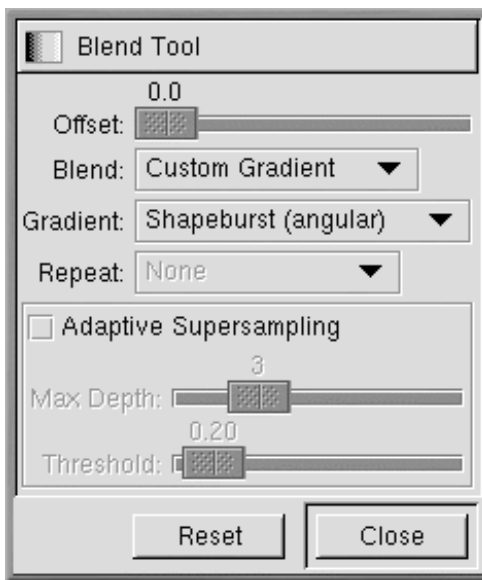 Blend Tool
0.0
Offset:
Blend: Custom Gradient
Gradient: Shapeburst (angular)
Repeat: None
Adaptive Supersampling
3
Max Depth:
0.20
Threshold:
Reset Close